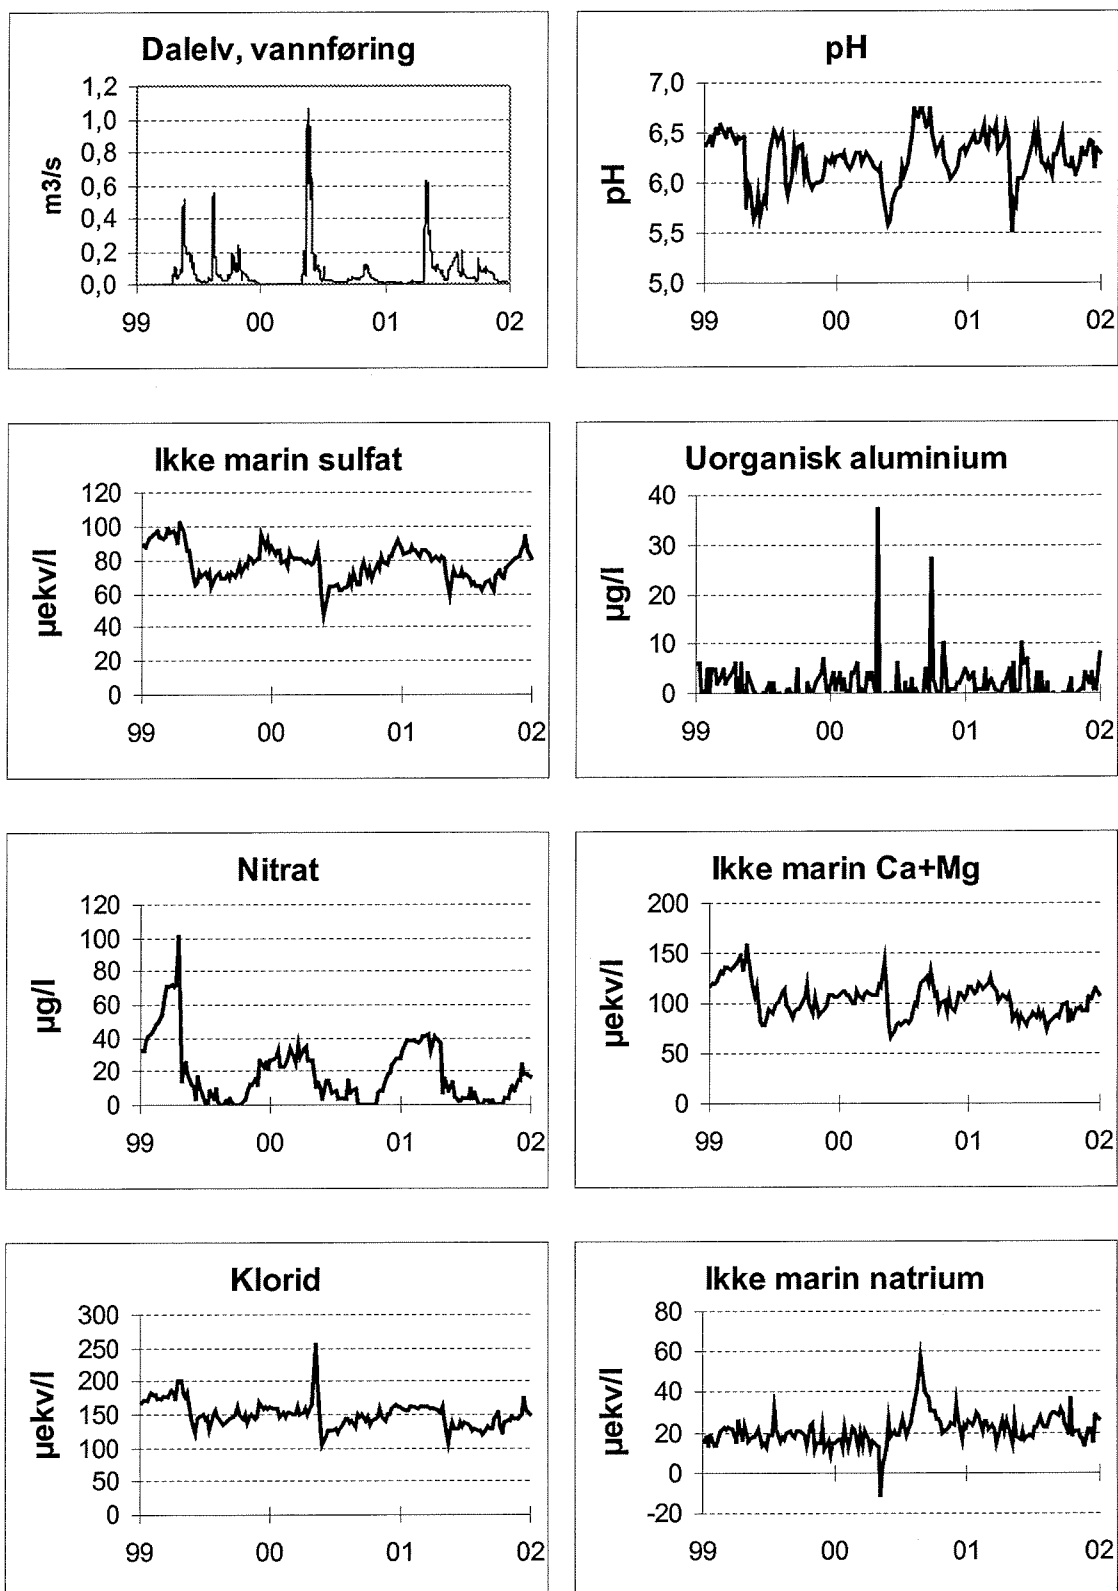 Dalelv, vannføring
m3/s
1,2
1,0
0,8
0,6
0,4
0,2
0,0
99 00 01 02
pH
pH
7,0
6,5
6,0
5,5
5,0
99 00 01 02
Ikke marin sulfat
µekv/l
120
100
80
60
40
20
0
99 00 01 02
Uorganisk aluminium
µg/l
40
30
20
10
0
99 00 01 02
Nitrat
µg/l
120
100
80
60
40
20
0
99 00 01 02
Ikke marin Ca+Mg
µekv/l
200
150
100
50
0
99 00 01 02
Klorid
µekv/l
300
250
200
150
100
50
0
99 00 01 02
Ikke marin natrium
µekv/l
80
60
40
20
0
-20
99 00 01 02